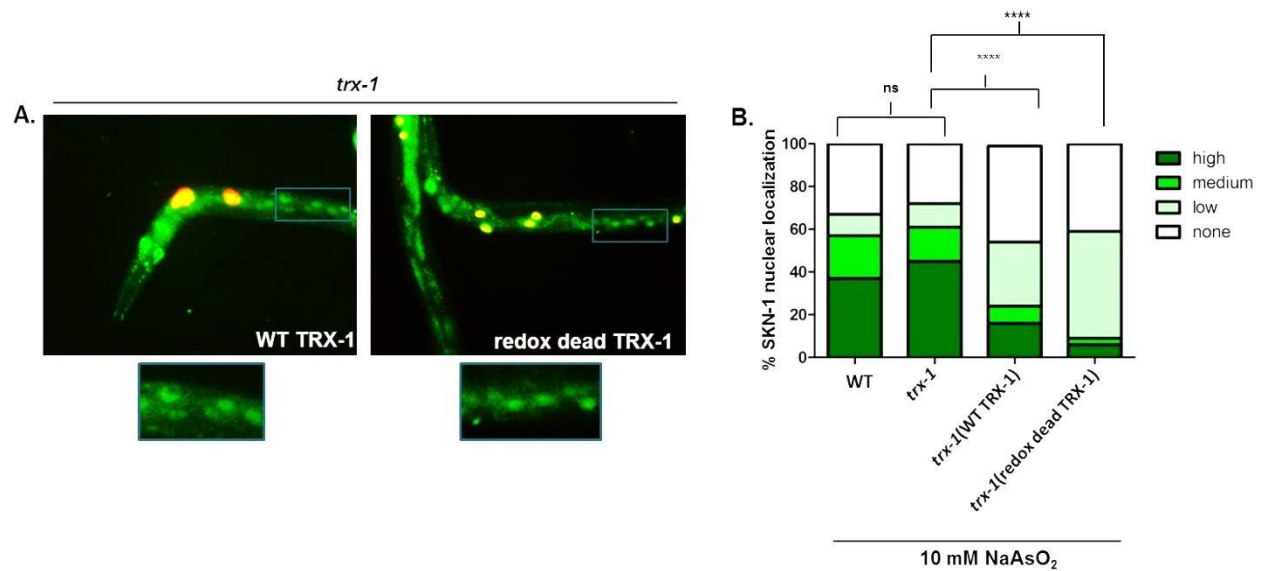 trx-1
A.
WT TRX-1
redox dead TRX-1
B.
****
****
ns
% SKN-1 nuclear localization
100
80
60
40
20
0
WT
trx-1
trx-1(WT TRX-1)
trx-1(redox dead TRX-1)
10 mM NaAsO₂
high
medium
low
none